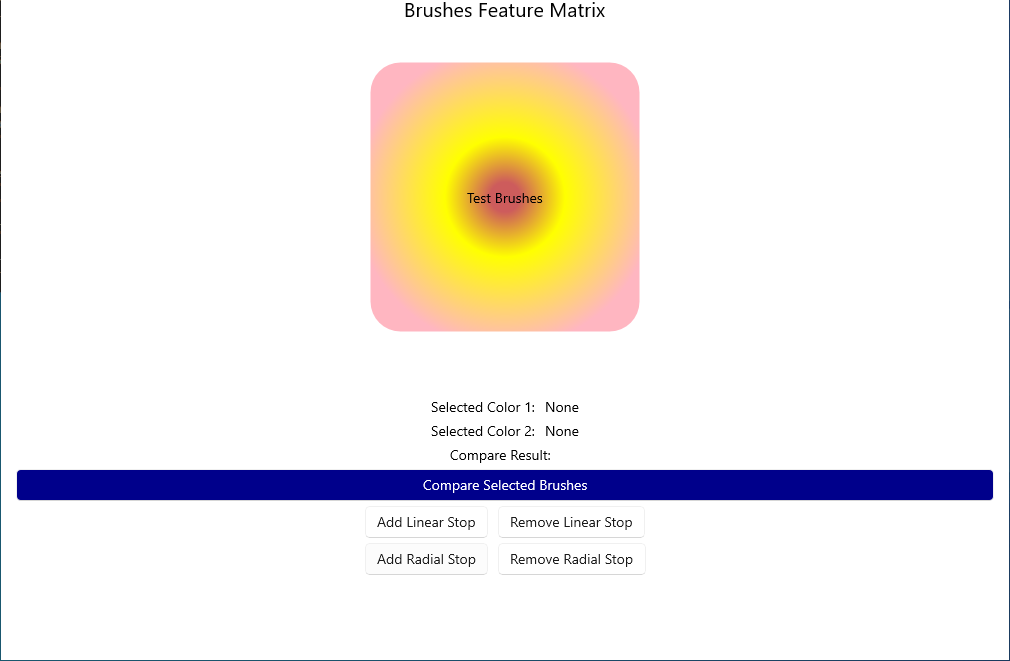 Brushes Feature Matrix
Test Brushes
Selected Color 1: None
Selected Color 2: None
Compare Result:
Compare Selected Brushes
Add Linear Stop Remove Linear Stop
Add Radial Stop Remove Radial Stop